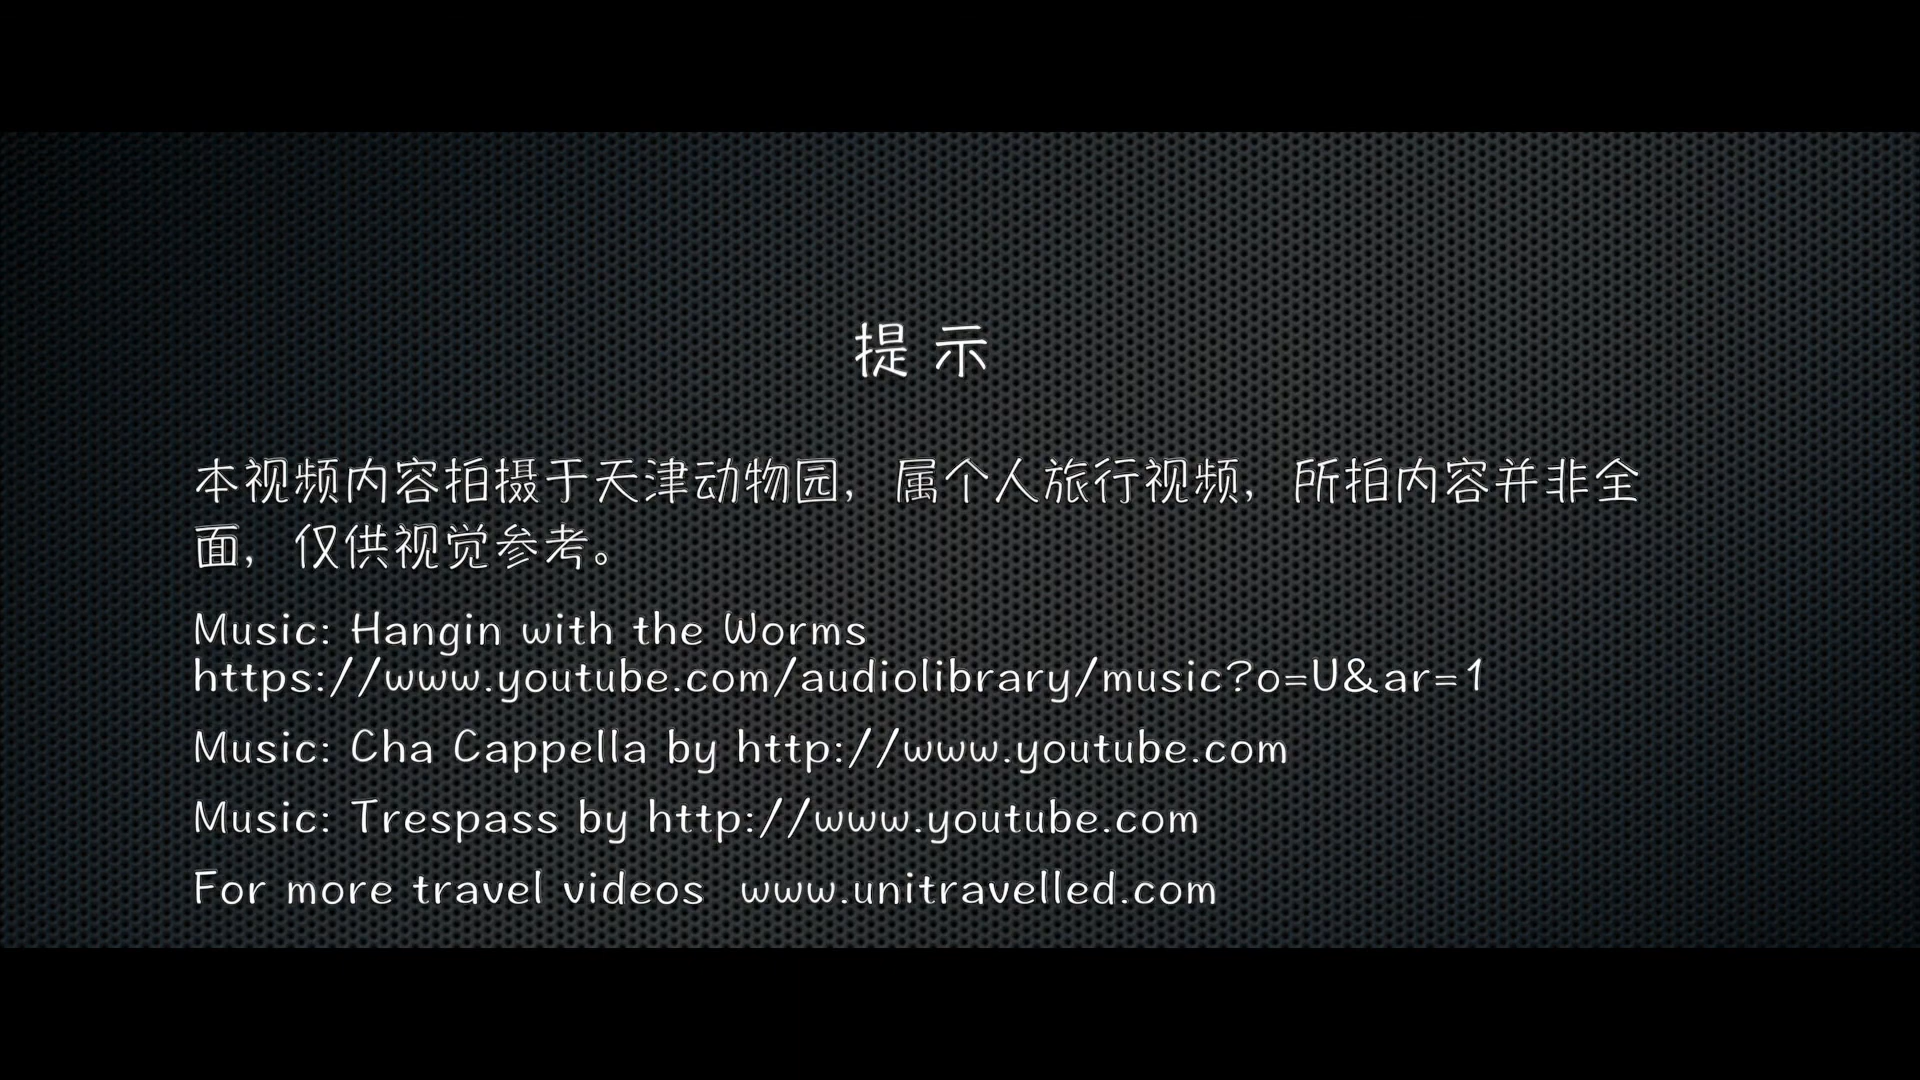 提 示
本视频内容拍摄于天津动物园，属个人旅行视频，所拍内容并非全
面，仅供视觉参考。
Music: Hangin with the Worms
https://www.youtube.com/audiolibrary/music?o=U&ar=1
Music: Cha Cappella by http://www.youtube.com
Music: Trespass by http://www.youtube.com
For more travel videos  www.unitravelled.com